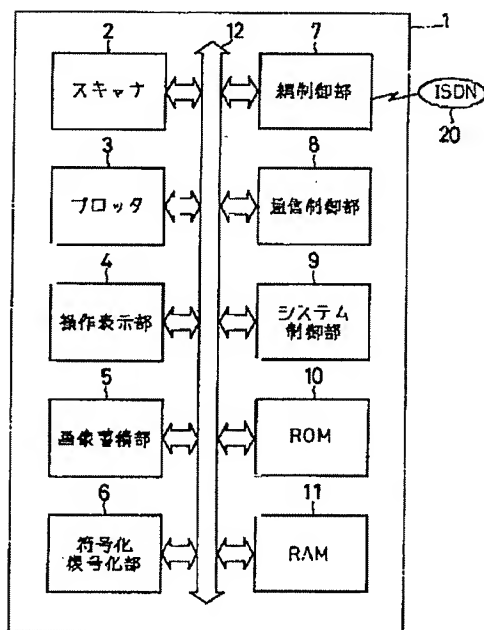 1
2
12
7
スキャナ
網制御部
ISDN
20
3
8
プロッタ
通信制御部
4
9
操作表示部
システム
制御部
5
10
画像蓄積部
ROM
6
11
符号化
復号化部
RAM